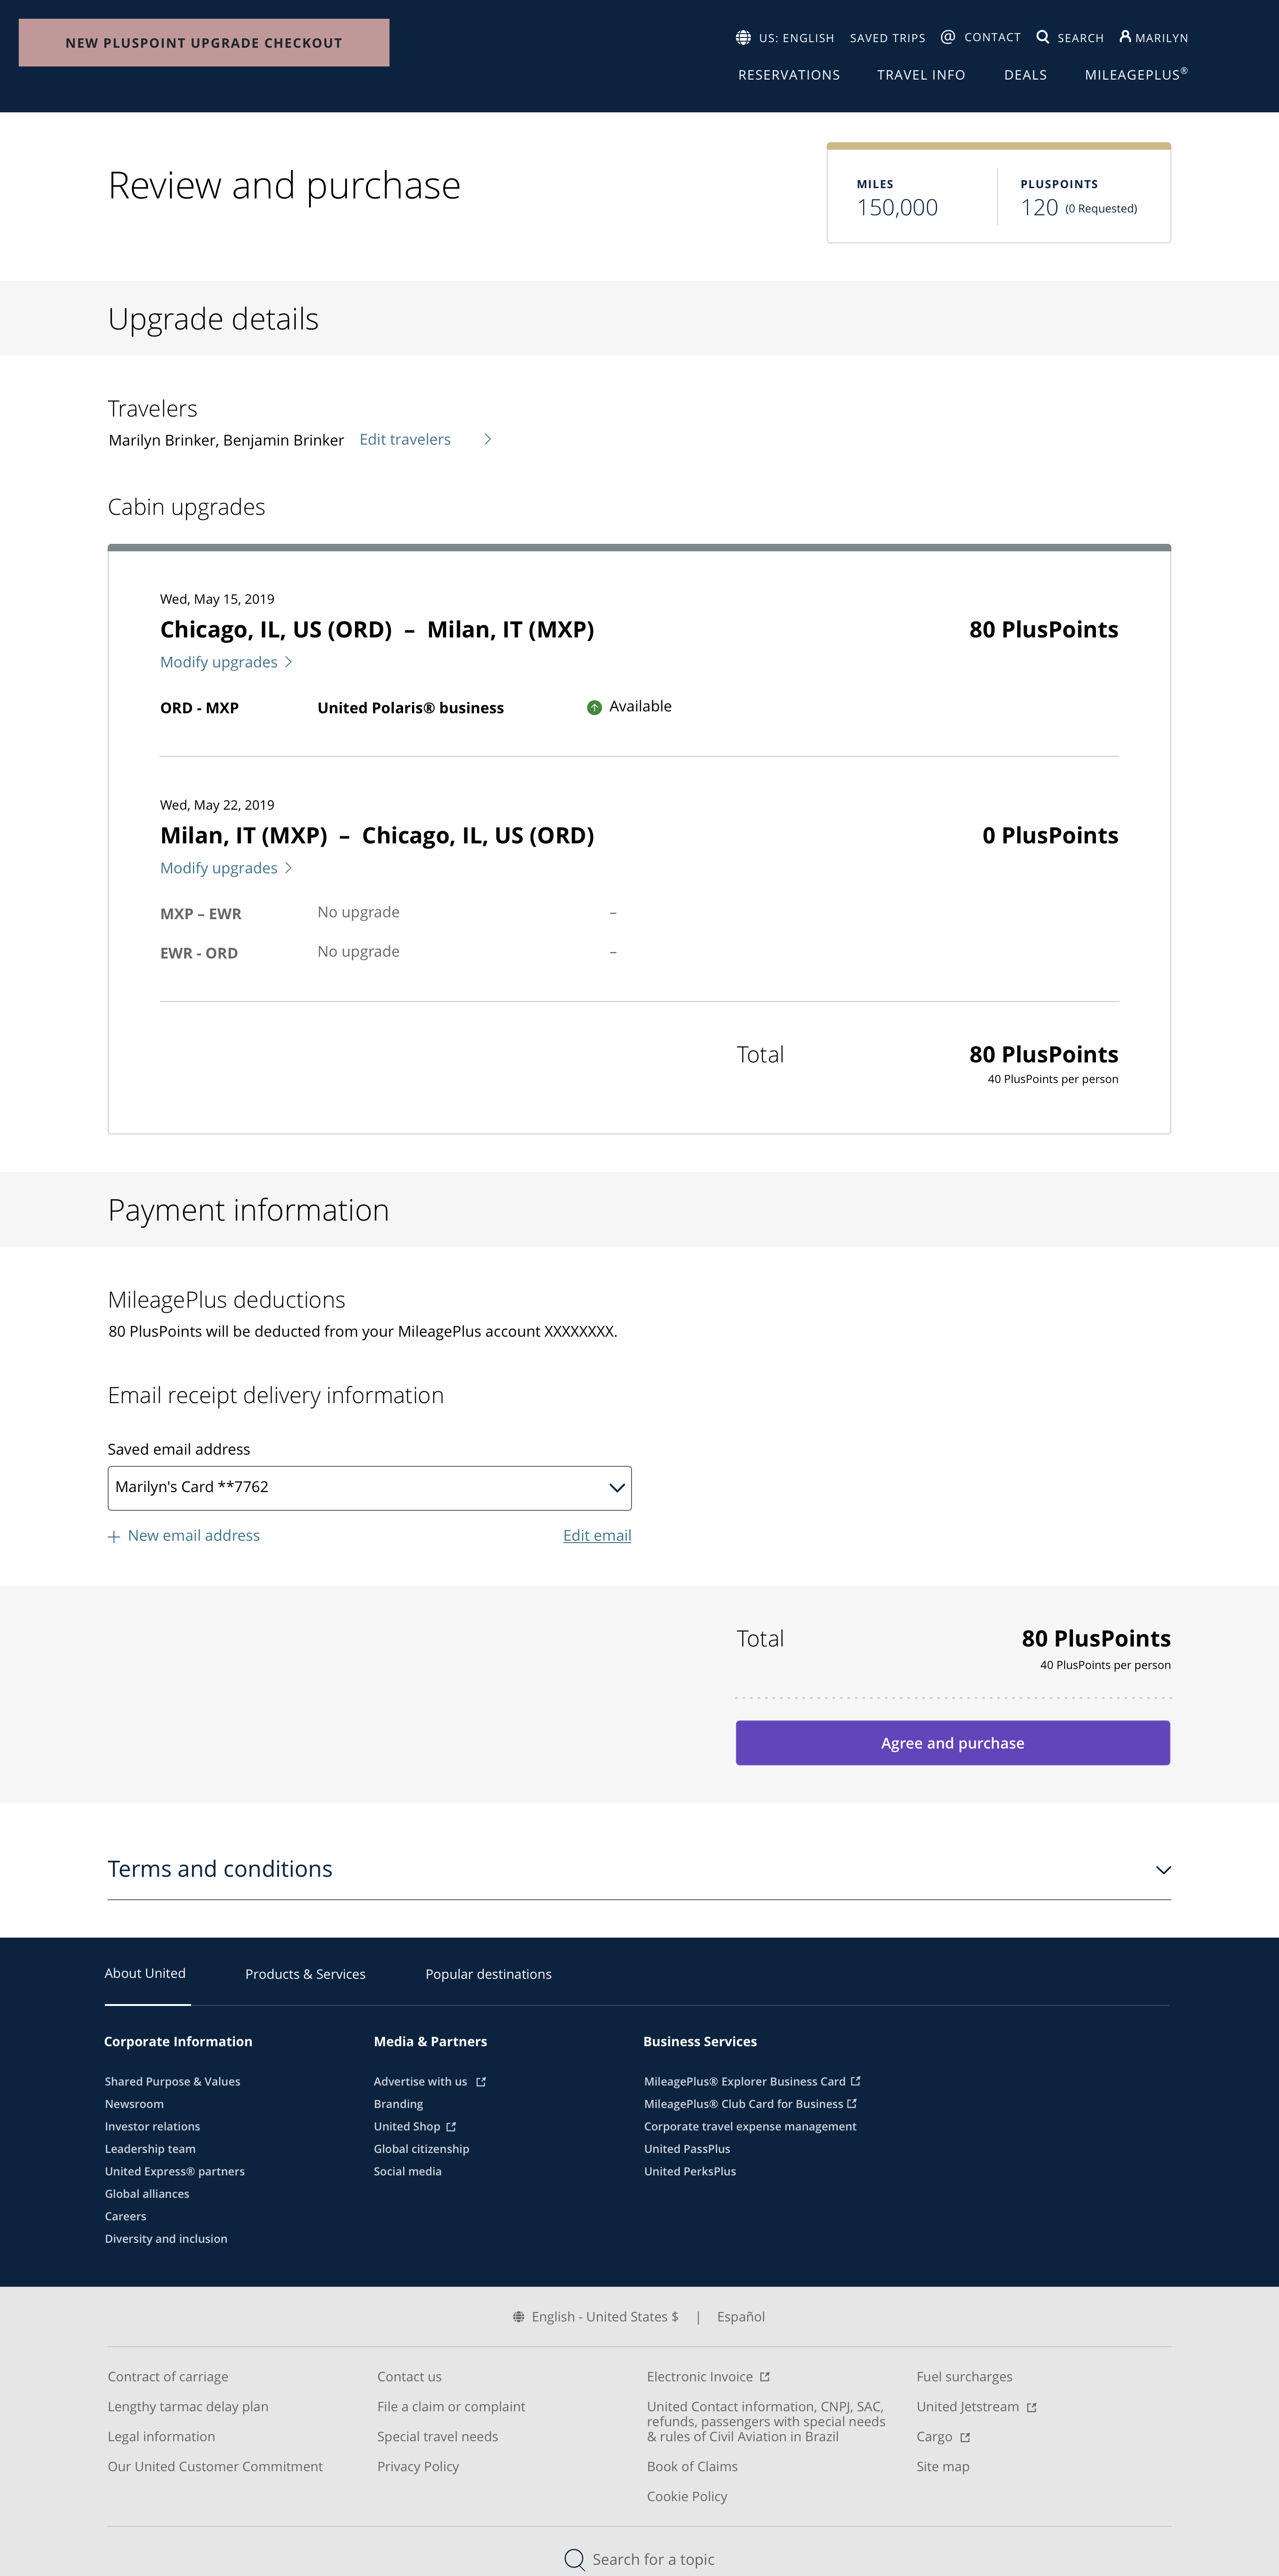 NEW PLUSPOINT UPGRADE CHECKOUT
US: ENGLISH SAVED TRIPS CONTACT SEARCH MARILYN
RESERVATIONS TRAVEL INFO DEALS MILEAGEPLUS®
Review and purchase
MILES
150,000
PLUSPOINTS
120 (0 Requested)
Upgrade details
Travelers
Marilyn Brinker, Benjamin Brinker Edit travelers
Cabin upgrades
Wed, May 15, 2019
Chicago, IL, US (ORD) – Milan, IT (MXP) 80 PlusPoints
Modify upgrades
ORD - MXP United Polaris® business Available
Wed, May 22, 2019
Milan, IT (MXP) – Chicago, IL, US (ORD) 0 PlusPoints
Modify upgrades
MXP – EWR No upgrade –
EWR - ORD No upgrade –
Total 80 PlusPoints
40 PlusPoints per person
Payment information
MileagePlus deductions
80 PlusPoints will be deducted from your MileagePlus account XXXXXXXX.
Email receipt delivery information
Saved email address
Marilyn's Card **7762
New email address Edit email
Total 80 PlusPoints
40 PlusPoints per person
Agree and purchase
Terms and conditions
About United Products & Services Popular destinations
Corporate Information
Shared Purpose & Values
Newsroom
Investor relations
Leadership team
United Express® partners
Global alliances
Careers
Diversity and inclusion
Media & Partners
Advertise with us
Branding
United Shop
Global citizenship
Social media
Business Services
MileagePlus® Explorer Business Card
MileagePlus® Club Card for Business
Corporate travel expense management
United PassPlus
United PerksPlus
English - United States $ | Español
Contract of carriage
Lengthy tarmac delay plan
Legal information
Our United Customer Commitment
Contact us
File a claim or complaint
Special travel needs
Privacy Policy
Electronic Invoice
United Contact information, CNPJ, SAC,
refunds, passengers with special needs
& rules of Civil Aviation in Brazil
Book of Claims
Cookie Policy
Fuel surcharges
United Jetstream
Cargo
Site map
Search for a topic